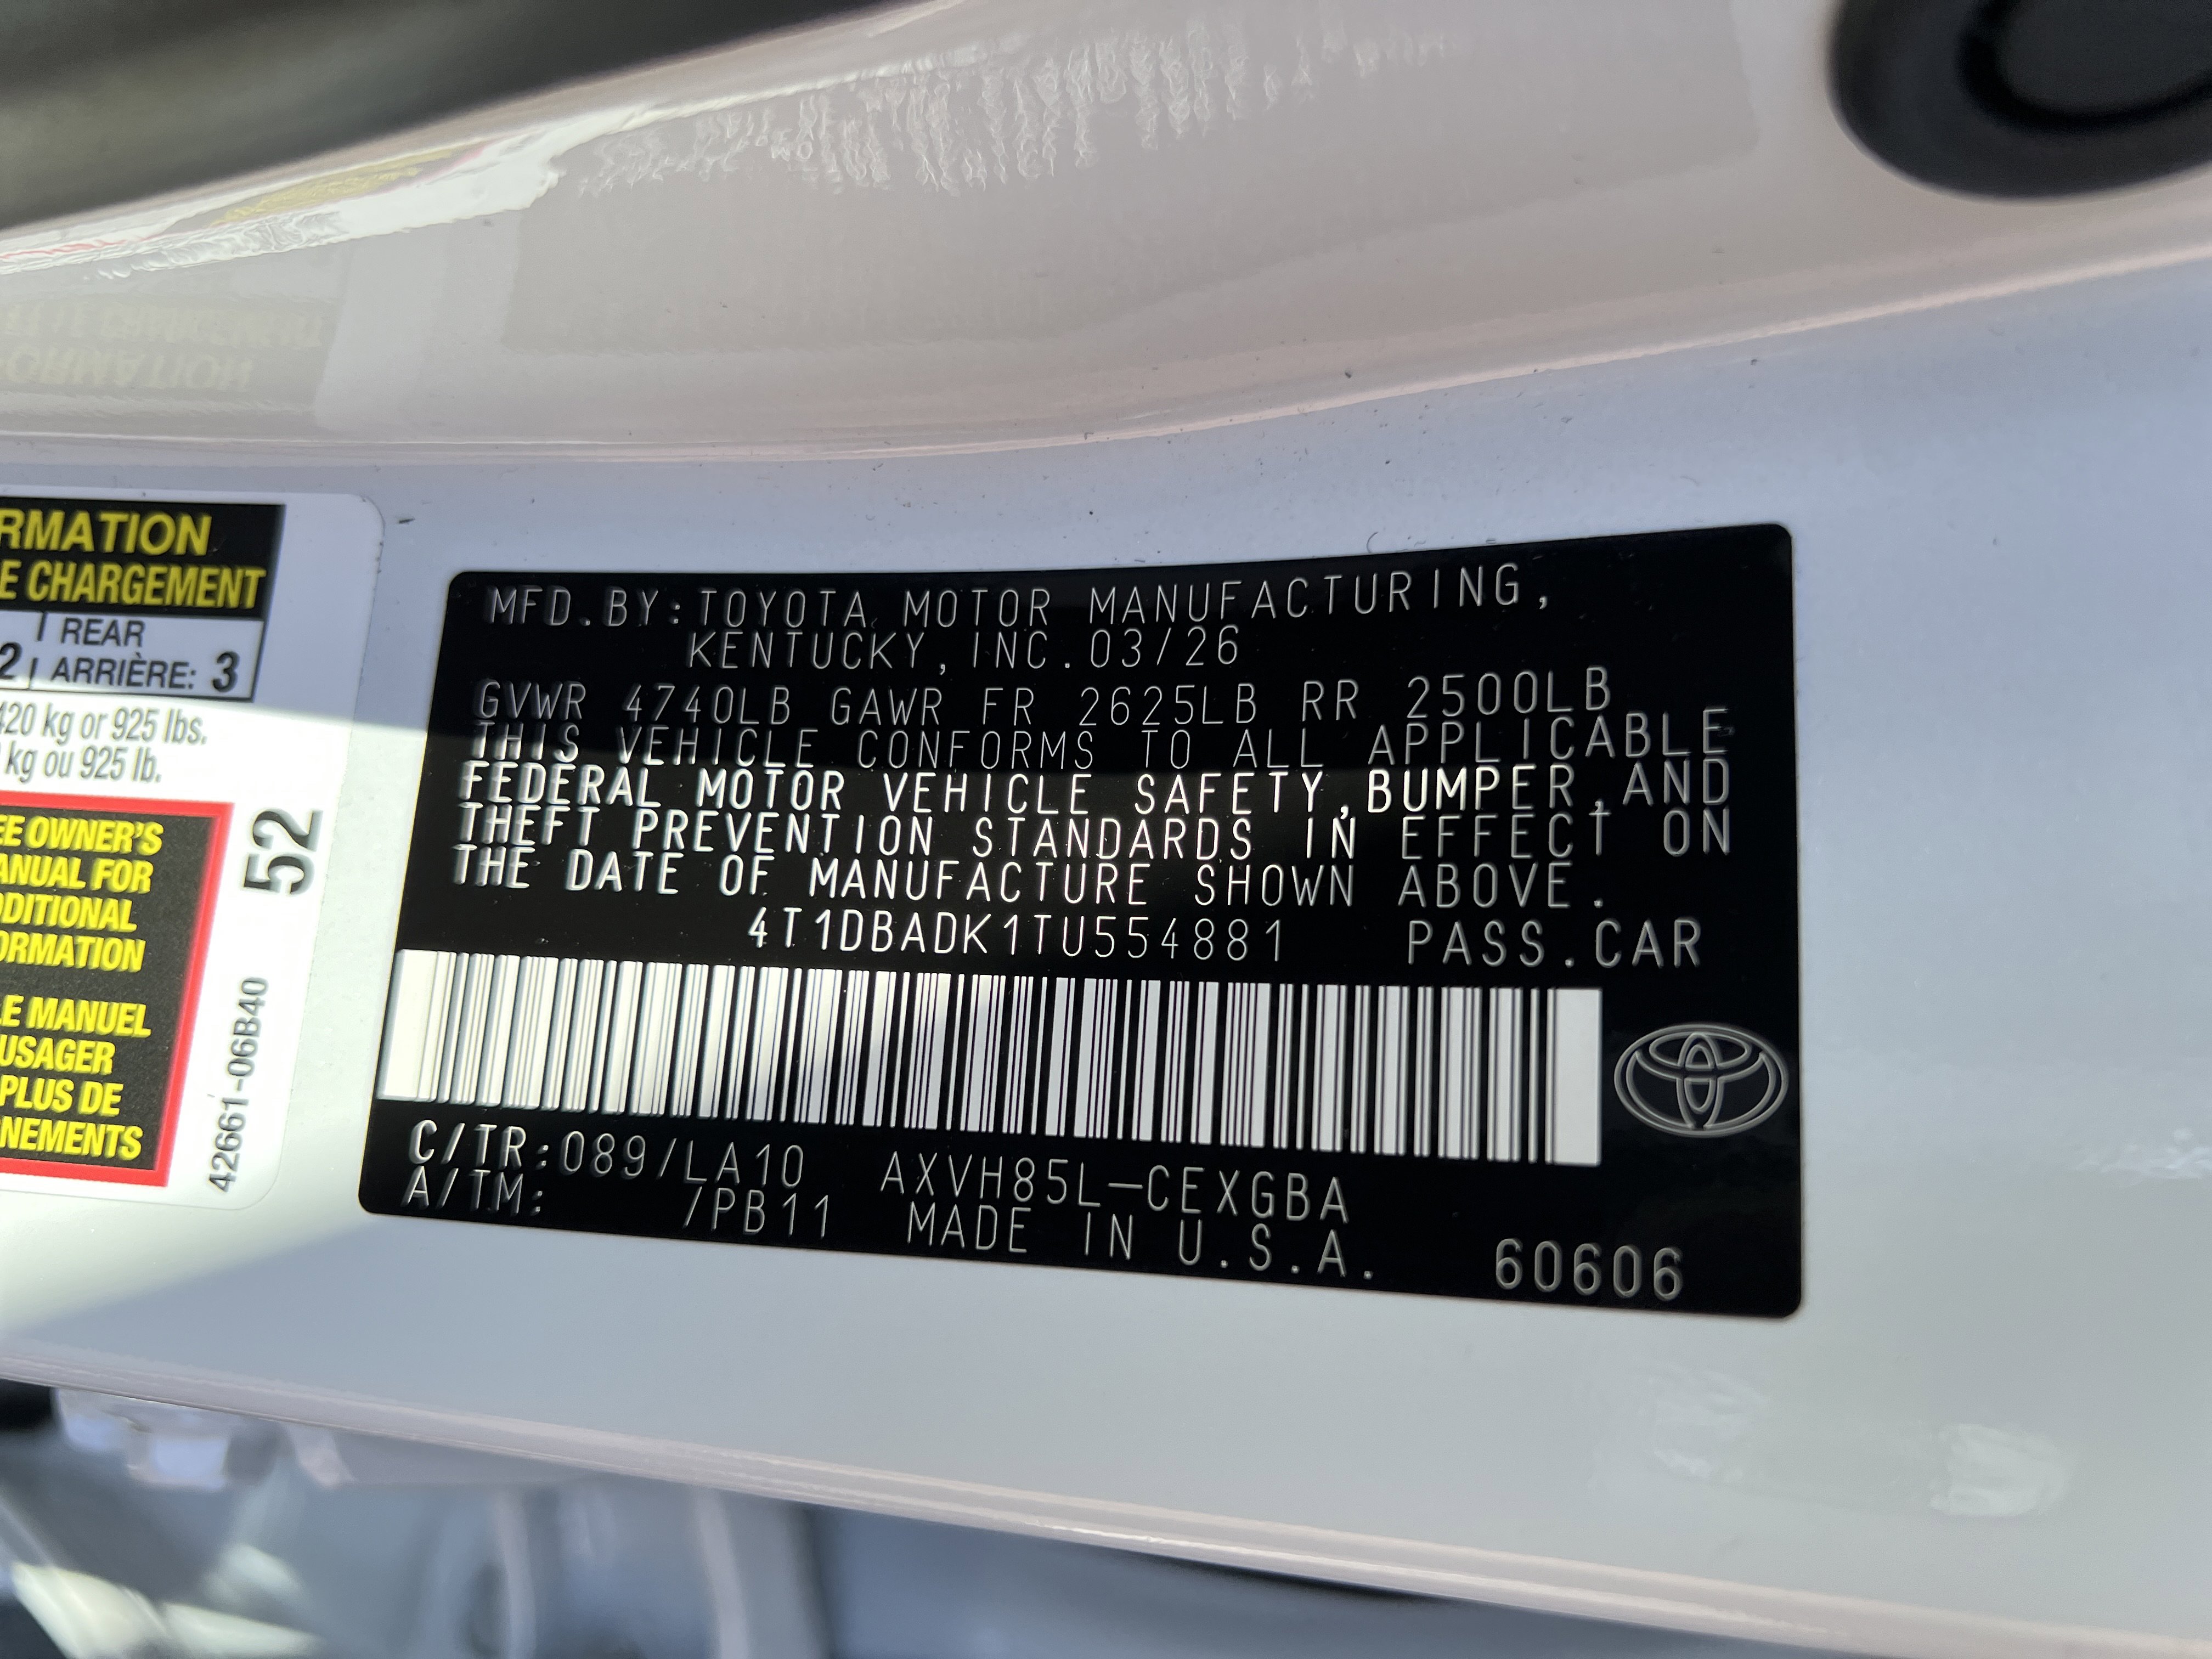 RMATION
E CHARGEMENT
2 REAR
ARRIÈRE: 3
420 kg or 925 lbs.
kg ou 925 lb.
EE OWNER'S
ANUAL FOR
DDITIONAL
ORMATION
LE MANUEL
USAGER
PLUS DE
NEMENTS
52
42661-06B40
MFD.BY:TOYOTA MOTOR MANUFACTURING,
KENTUCKY,INC.03/26
GVWR 4740LB GAWR FR 2625LB RR 2500LB
THIS VEHICLE CONFORMS TO ALL APPLICABLE
FEDERAL MOTOR VEHICLE SAFETY,BUMPER,AND
THEFT PREVENTION STANDARDS IN EFFECT ON
THE DATE OF MANUFACTURE SHOWN ABOVE.
4T1DBADK1TU554881 PASS.CAR
C/TR:089/LA10 AXVH85L-CEXGBA
A/TM: /PB11 MADE IN U.S.A. 60606